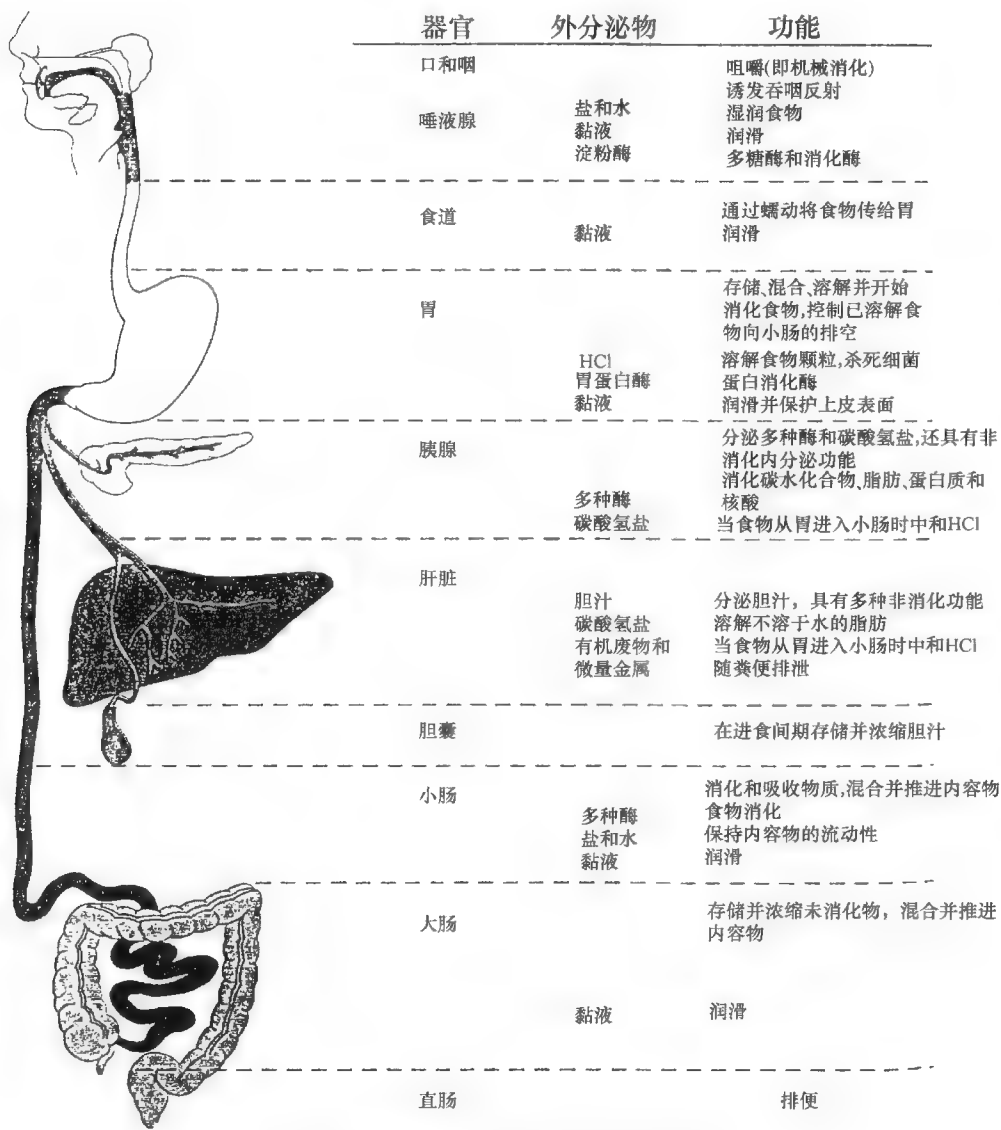 器官 外分泌物 功能
口和咽 咀嚼(即机械消化)
诱发吞咽反射
唾液腺 盐和水 湿润食物
黏液 润滑
淀粉酶 多糖酶和消化酶
食道 通过蠕动将食物传给胃
黏液 润滑
胃 存储、混合、溶解并开始
消化食物,控制已溶解食
物向小肠的排空
HCl 溶解食物颗粒,杀死细菌
胃蛋白酶 蛋白消化酶
黏液 润滑并保护上皮表面
胰腺 分泌多种酶和碳酸氢盐,还具有非
消化内分泌功能
消化碳水化合物、脂肪、蛋白质和
多种酶 核酸
碳酸氢盐 当食物从胃进入小肠时中和HCl
肝脏
胆汁 分泌胆汁，具有多种非消化功能
碳酸氢盐 溶解不溶于水的脂肪
有机废物和 当食物从胃进入小肠时中和HCl
微量金属 随粪便排泄
胆囊 在进食间期存储并浓缩胆汁
小肠 消化和吸收物质,混合并推进内容物
多种酶 食物消化
盐和水 保持内容物的流动性
黏液 润滑
大肠 存储并浓缩未消化物，混合并推进
内容物
黏液 润滑
直肠 排便